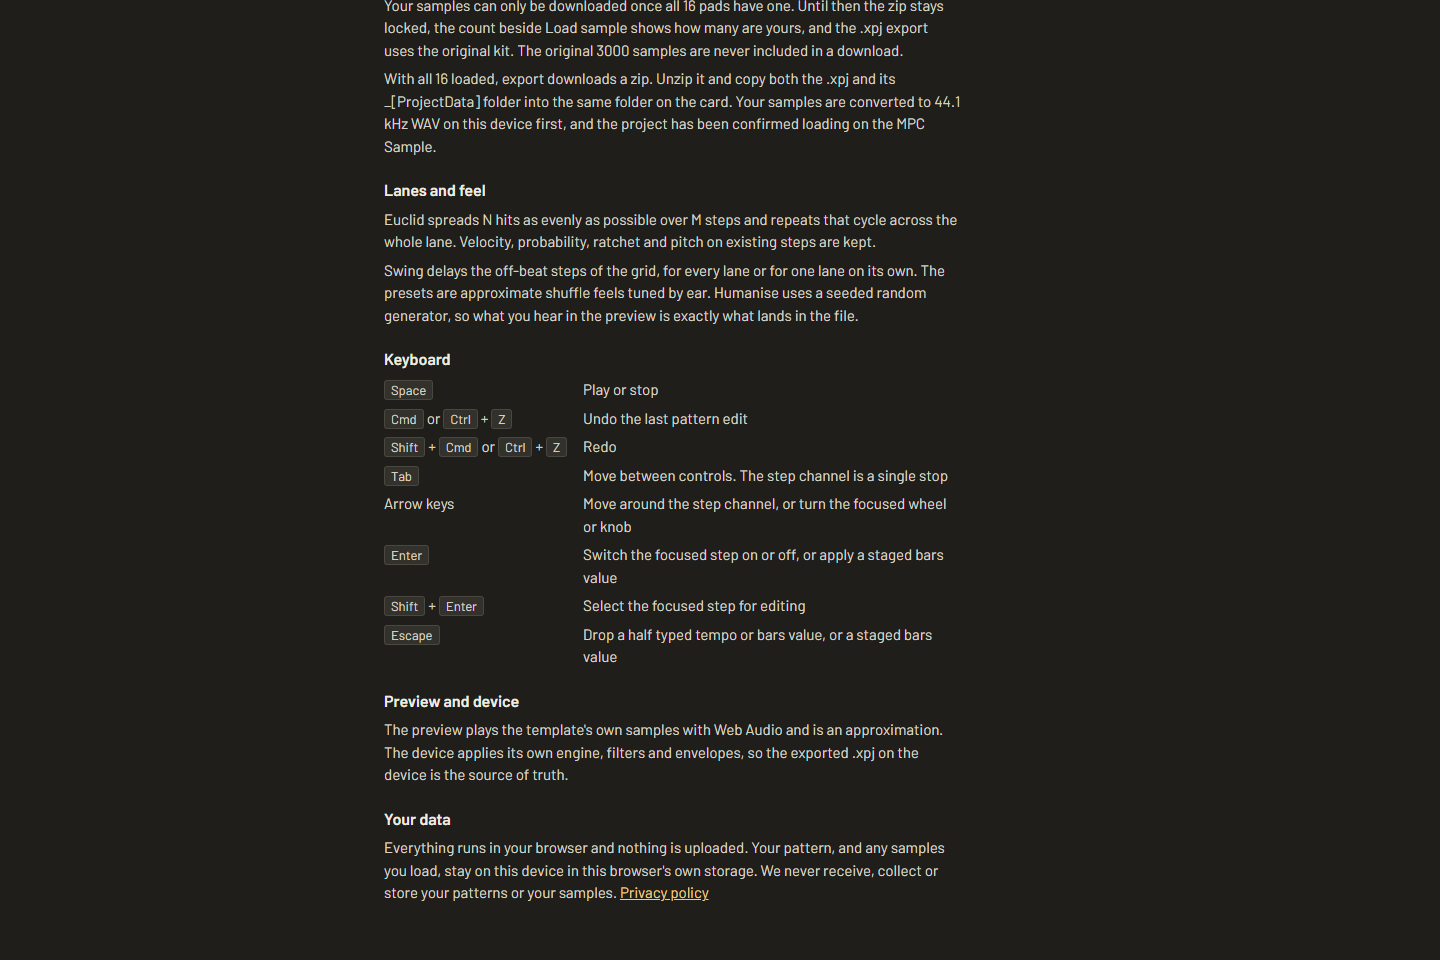 Your samples can only be downloaded once all 16 pads have one. Until then the zip stays
locked, the count beside Load sample shows how many are yours, and the .xpj export
uses the original kit. The original 3000 samples are never included in a download.
With all 16 loaded, export downloads a zip. Unzip it and copy both the .xpj and its
_[ProjectData] folder into the same folder on the card. Your samples are converted to 44.1
kHz WAV on this device first, and the project has been confirmed loading on the MPC
Sample.
Lanes and feel
Euclid spreads N hits as evenly as possible over M steps and repeats that cycle across the
whole lane. Velocity, probability, ratchet and pitch on existing steps are kept.
Swing delays the off-beat steps of the grid, for every lane or for one lane on its own. The
presets are approximate shuffle feels tuned by ear. Humanise uses a seeded random
generator, so what you hear in the preview is exactly what lands in the file.
Keyboard
Space Play or stop
Cmd or Ctrl + Z Undo the last pattern edit
Shift + Cmd or Ctrl + Z Redo
Tab Move between controls. The step channel is a single stop
Arrow keys Move around the step channel, or turn the focused wheel
or knob
Enter Switch the focused step on or off, or apply a staged bars
value
Shift + Enter Select the focused step for editing
Escape Drop a half typed tempo or bars value, or a staged bars
value
Preview and device
The preview plays the template's own samples with Web Audio and is an approximation.
The device applies its own engine, filters and envelopes, so the exported .xpj on the
device is the source of truth.
Your data
Everything runs in your browser and nothing is uploaded. Your pattern, and any samples
you load, stay on this device in this browser's own storage. We never receive, collect or
store your patterns or your samples. Privacy policy